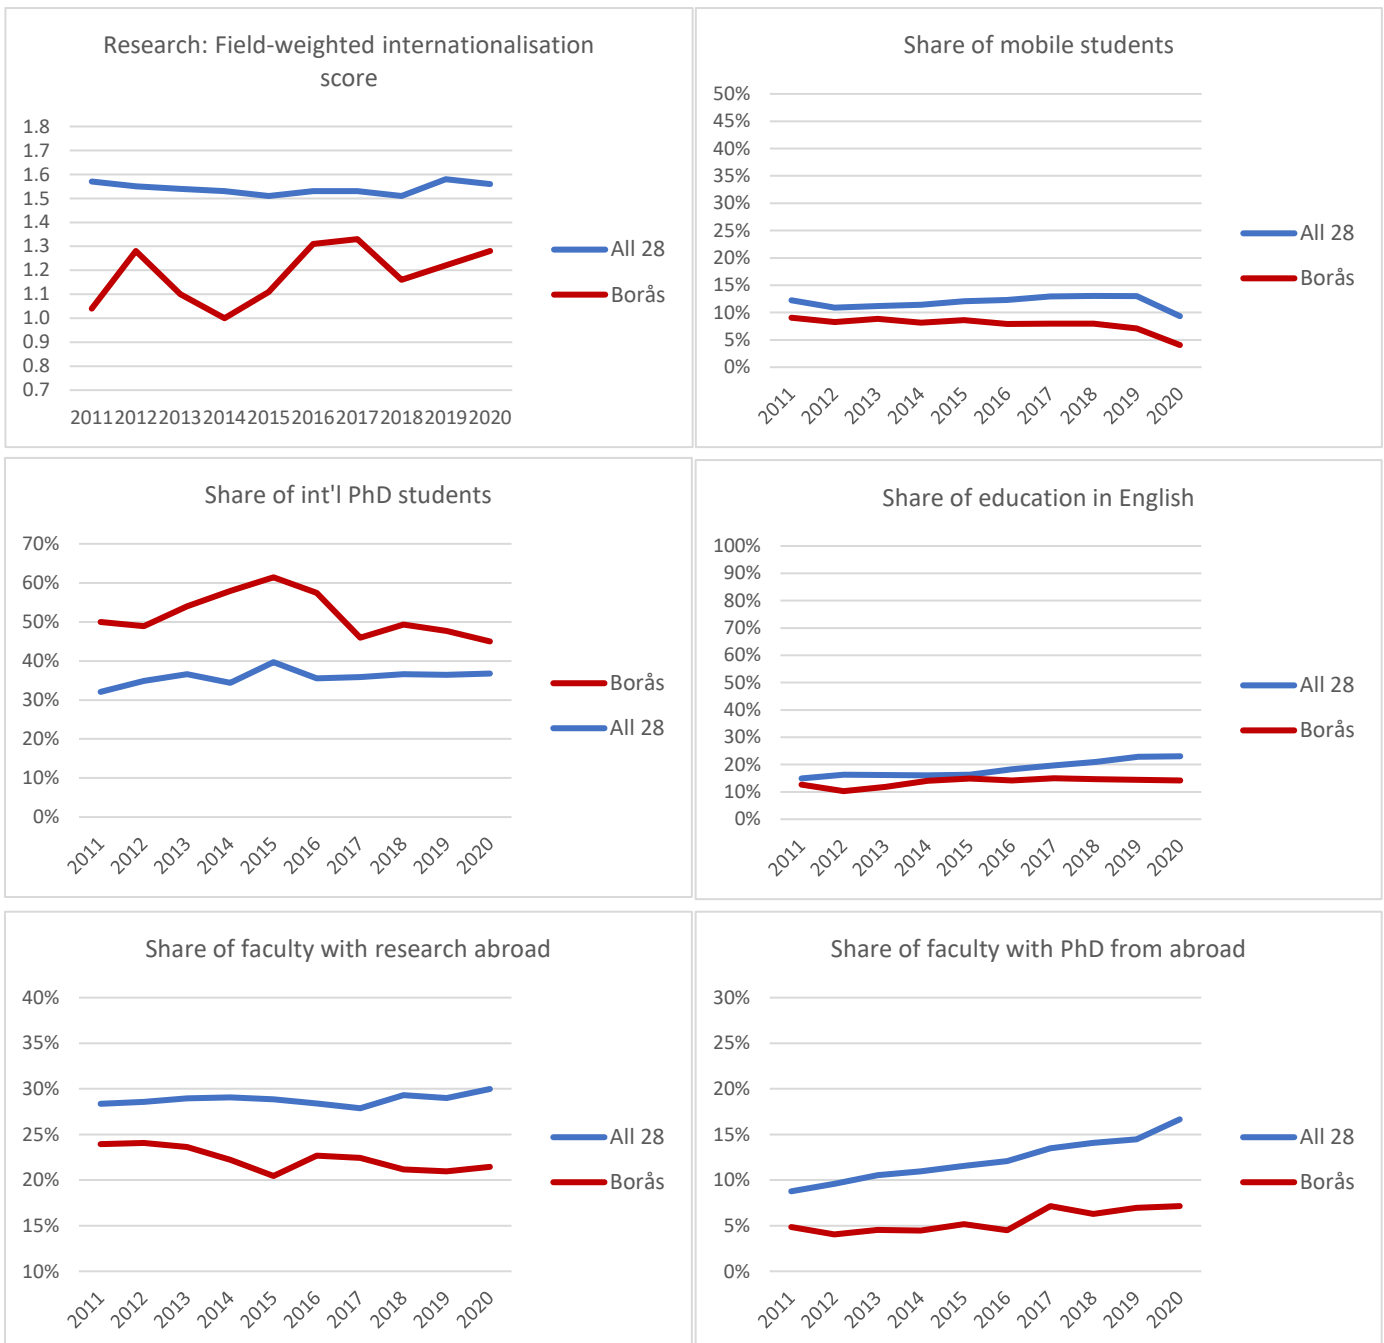 Research: Field-weighted internationalisation
score
1.8
1.7
1.6
1.5
1.4
1.3
1.2
1.1
1.0
0.9
0.8
0.7
2011 2012 2013 2014 2015 2016 2017 2018 2019 2020
All 28
Borås
Share of mobile students
50%
45%
40%
35%
30%
25%
20%
15%
10%
5%
0%
2011 2012 2013 2014 2015 2016 2017 2018 2019 2020
All 28
Borås
Share of int'l PhD students
70%
60%
50%
40%
30%
20%
10%
0%
2011 2012 2013 2014 2015 2016 2017 2018 2019 2020
Borås
All 28
Share of education in English
100%
90%
80%
70%
60%
50%
40%
30%
20%
10%
0%
2011 2012 2013 2014 2015 2016 2017 2018 2019 2020
All 28
Borås
Share of faculty with research abroad
40%
35%
30%
25%
20%
15%
10%
2011 2012 2013 2014 2015 2016 2017 2018 2019 2020
All 28
Borås
Share of faculty with PhD from abroad
30%
25%
20%
15%
10%
5%
0%
2011 2012 2013 2014 2015 2016 2017 2018 2019 2020
All 28
Borås